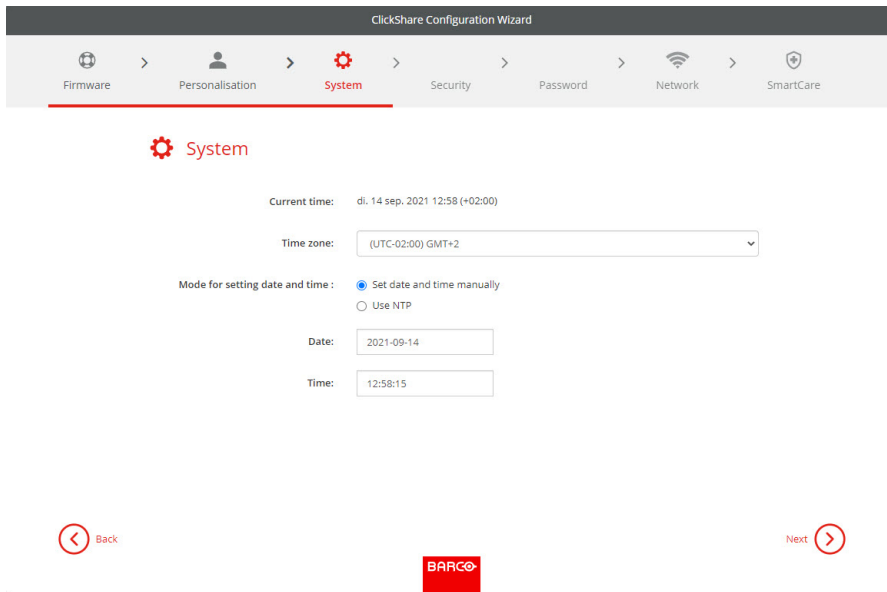 ClickShare Configuration Wizard
Firmware
Personalisation
System
Security
Password
Network
SmartCare
System
Current time: di. 14 sep. 2021 12:58 (+02:00)
Time zone: (UTC-02:00) GMT+2
Mode for setting date and time : Set date and time manually
Use NTP
Date: 2021-09-14
Time: 12:58:15
Back
Next
BARCO